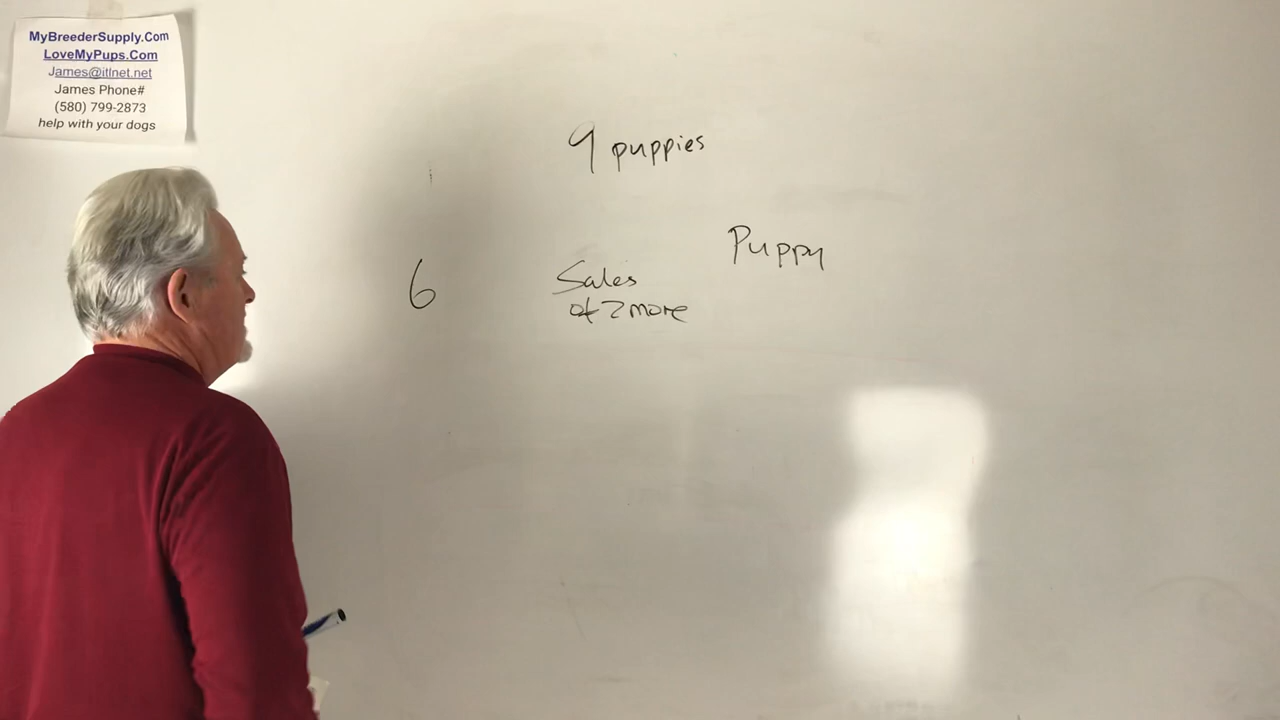 MyBreederSupply.Com
LoveMyPups.Com
James@itlnet.net
James Phone#
(580) 799-2873
help with your dogs
9 puppies
Puppy
6
Sales
of 2 more